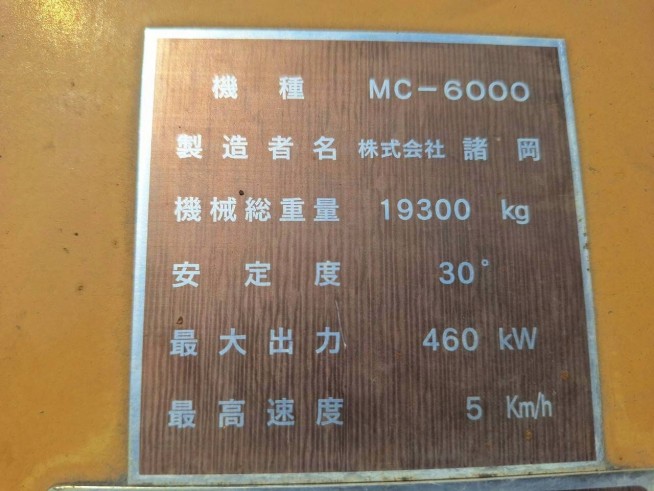 機種 MC-6000
製造者名 株式会社 諸岡
機械総重量 19300 kg
安定度 30°
最大出力 460 kW
最高速度 5 Km/h